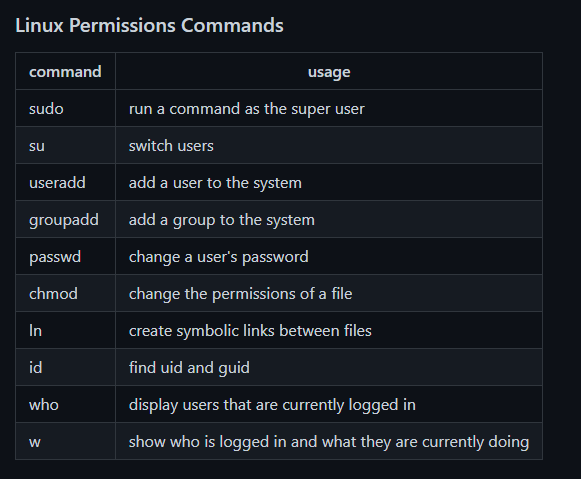 Linux Permissions Commands
command usage
sudo run a command as the super user
su switch users
useradd add a user to the system
groupadd add a group to the system
passwd change a user's password
chmod change the permissions of a file
ln create symbolic links between files
id find uid and guid
who display users that are currently logged in
w show who is logged in and what they are currently doing